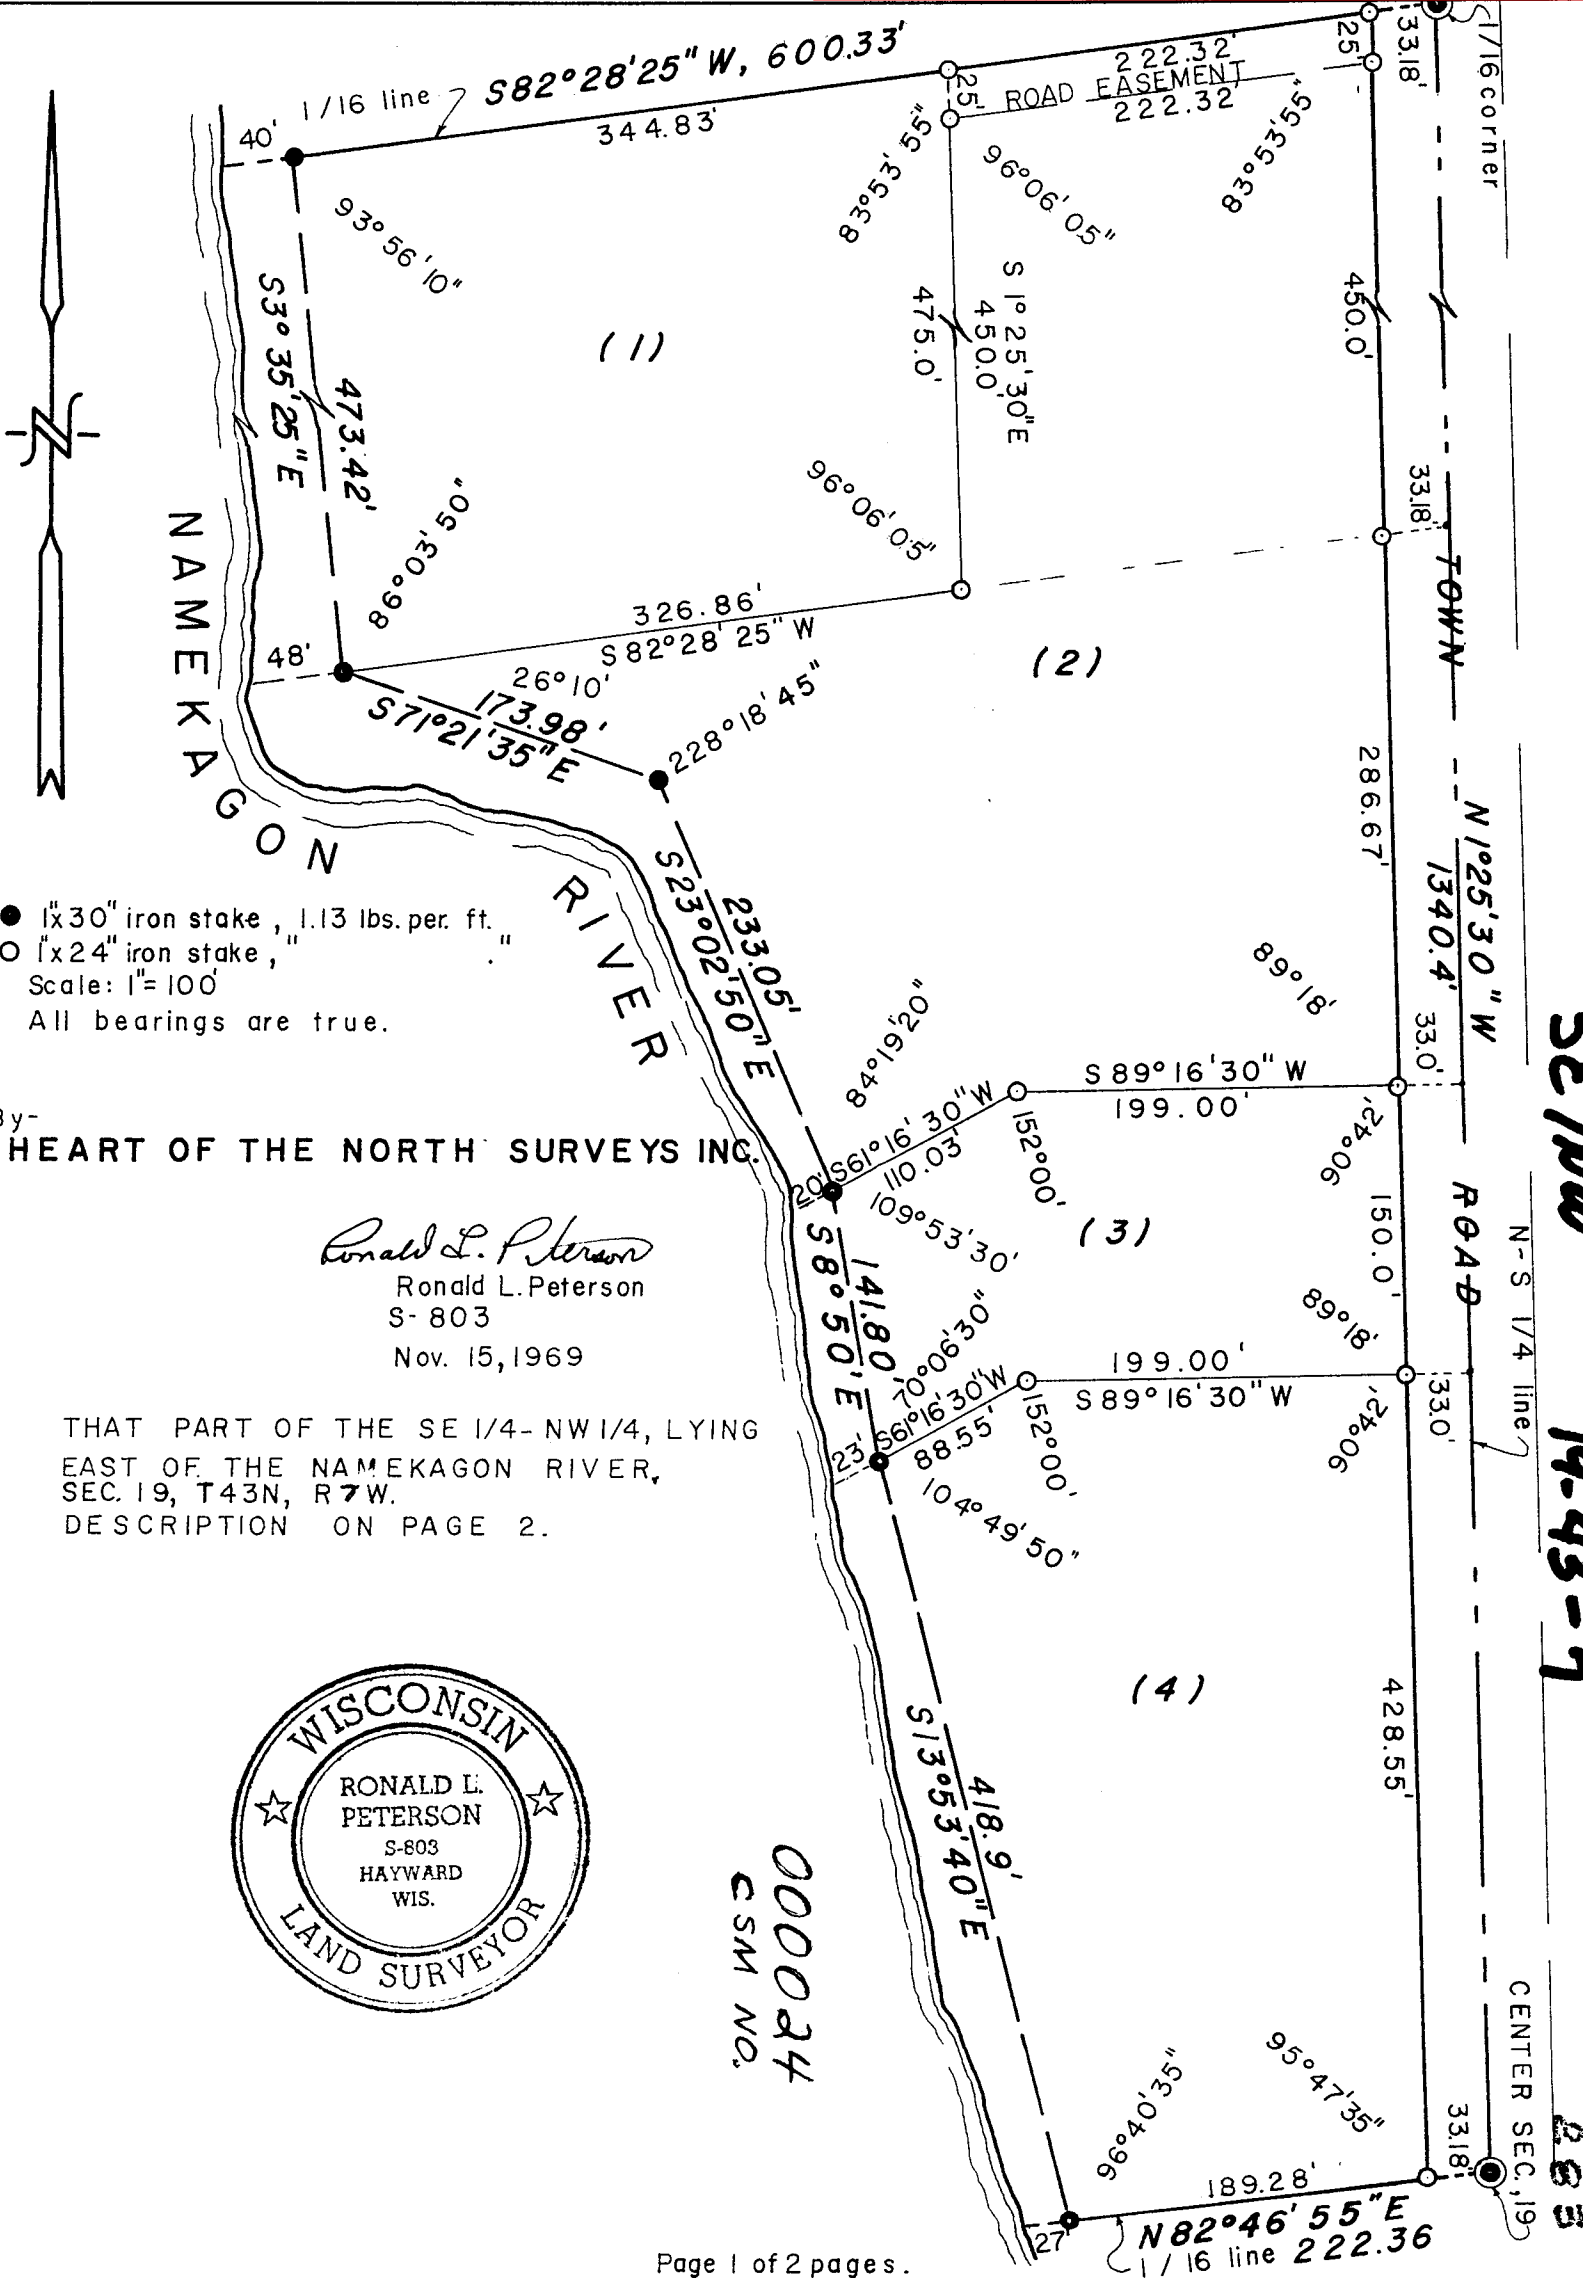 S82°28'25"W, 600.33'
1/16 line
344.83'
40'
222.32'
ROAD EASEMENT
222.32'
25'
25'
33.18'
1/16 corner
93°56'10"
83°53'55"
96°06'05"
83°53'55"
S3°35'25"E
473.42'
(1)
475.0'
S 1°25'30"E
450.0'
450.0'
86°03'50"
96°06'05"
33.18'
NAMEKAGON
RIVER
48'
326.86'
S82°28'25"W
26°10'
173.98'
S71°21'35"E
228°18'45"
(2)
TOWN
ROAD
286.67'
N 1°25'30"W
1340.4'
1"x30" iron stake, 1.13 lbs. per. ft.
1"x24" iron stake, " "
Scale: 1"=100'
All bearings are true.
233.05'
S23°02'50"E
84°19'20"
89°18'
33.0'
S89°16'30"W
199.00'
By-
HEART OF THE NORTH SURVEYS INC.
20'
S61°16'30"W
110.03'
152°00'
90°42'
109°53'30'
(3)
150.0'
Ronald L. Peterson
Ronald L. Peterson
S-803
Nov. 15, 1969
141.80'
S8°50'E
70°06'30"
89°18'
N-S 1/4 line
199.00'
S89°16'30"W
23'
S61°16'30"W
88.55'
152°00'
90°42'
33.0'
104°49'50"
THAT PART OF THE SE 1/4-NW 1/4, LYING
EAST OF THE NAMEKAGON RIVER,
SEC. 19, T43N, R7W.
DESCRIPTION ON PAGE 2.
(4)
428.55'
418.9'
S13°53'40"E
WISCONSIN
RONALD L.
PETERSON
S-803
HAYWARD
WIS.
LAND SURVEYOR
000024
CSM NO.
CENTER SEC., 19
96°40'35"
95°47'35"
33.18'
189.28'
N82°46'55"E
1/16 line 222.36
27'
Page 1 of 2 pages.